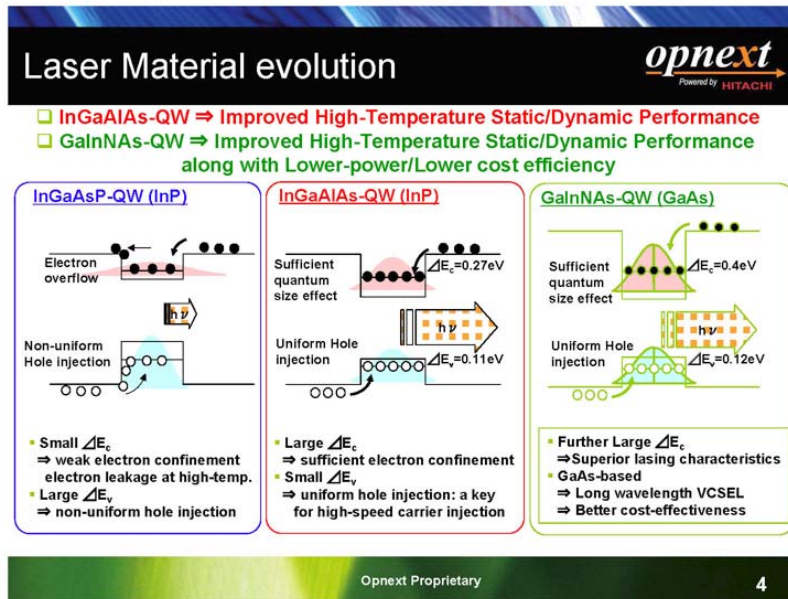 Laser Material evolution
opnext
Powered by HITACHI
InGaAlAs-QW ⇒ Improved High-Temperature Static/Dynamic Performance
GaInNAs-QW ⇒ Improved High-Temperature Static/Dynamic Performance
along with Lower-power/Lower cost efficiency
InGaAsP-QW (InP)
Electron
overflow
hν
Non-uniform
Hole injection
▪ Small ⊿Ec
⇒ weak electron confinement
electron leakage at high-temp.
▪ Large ⊿Ev
⇒ non-uniform hole injection
InGaAlAs-QW (InP)
Sufficient
quantum
size effect
⊿Ec=0.27eV
hν
Uniform Hole
injection
⊿Ev=0.11eV
▪ Large ⊿Ec
⇒ sufficient electron confinement
▪ Small ⊿Ev
⇒ uniform hole injection: a key
for high-speed carrier injection
GaInNAs-QW (GaAs)
Sufficient
quantum
size effect
⊿Ec=0.4eV
hν
Uniform Hole
injection
⊿Ev=0.12eV
▪ Further Large ⊿Ec
⇒Superior lasing characteristics
▪ GaAs-based
⇒ Long wavelength VCSEL
⇒ Better cost-effectiveness
Opnext Proprietary
4